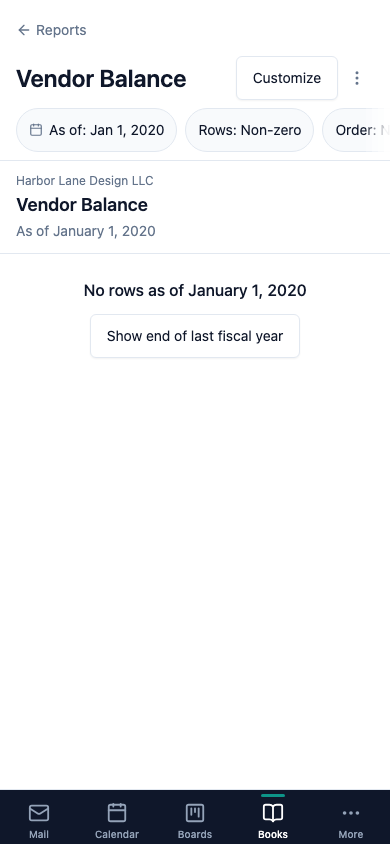 Reports
Vendor Balance
Customize
As of: Jan 1, 2020
Rows: Non-zero
Order:
Harbor Lane Design LLC
Vendor Balance
As of January 1, 2020
No rows as of January 1, 2020
Show end of last fiscal year
Mail
Calendar
Boards
Books
More